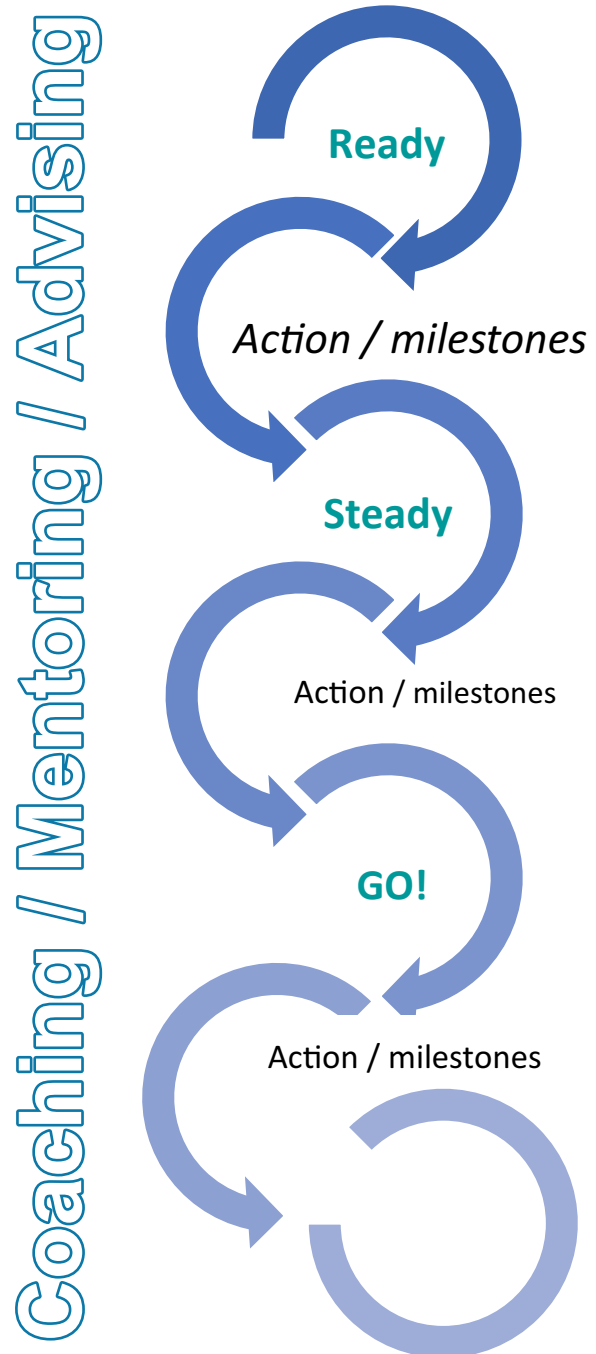 Coaching / Mentoring / Advising
Ready
Action / milestones
Steady
Action / milestones
GO!
Action / milestones